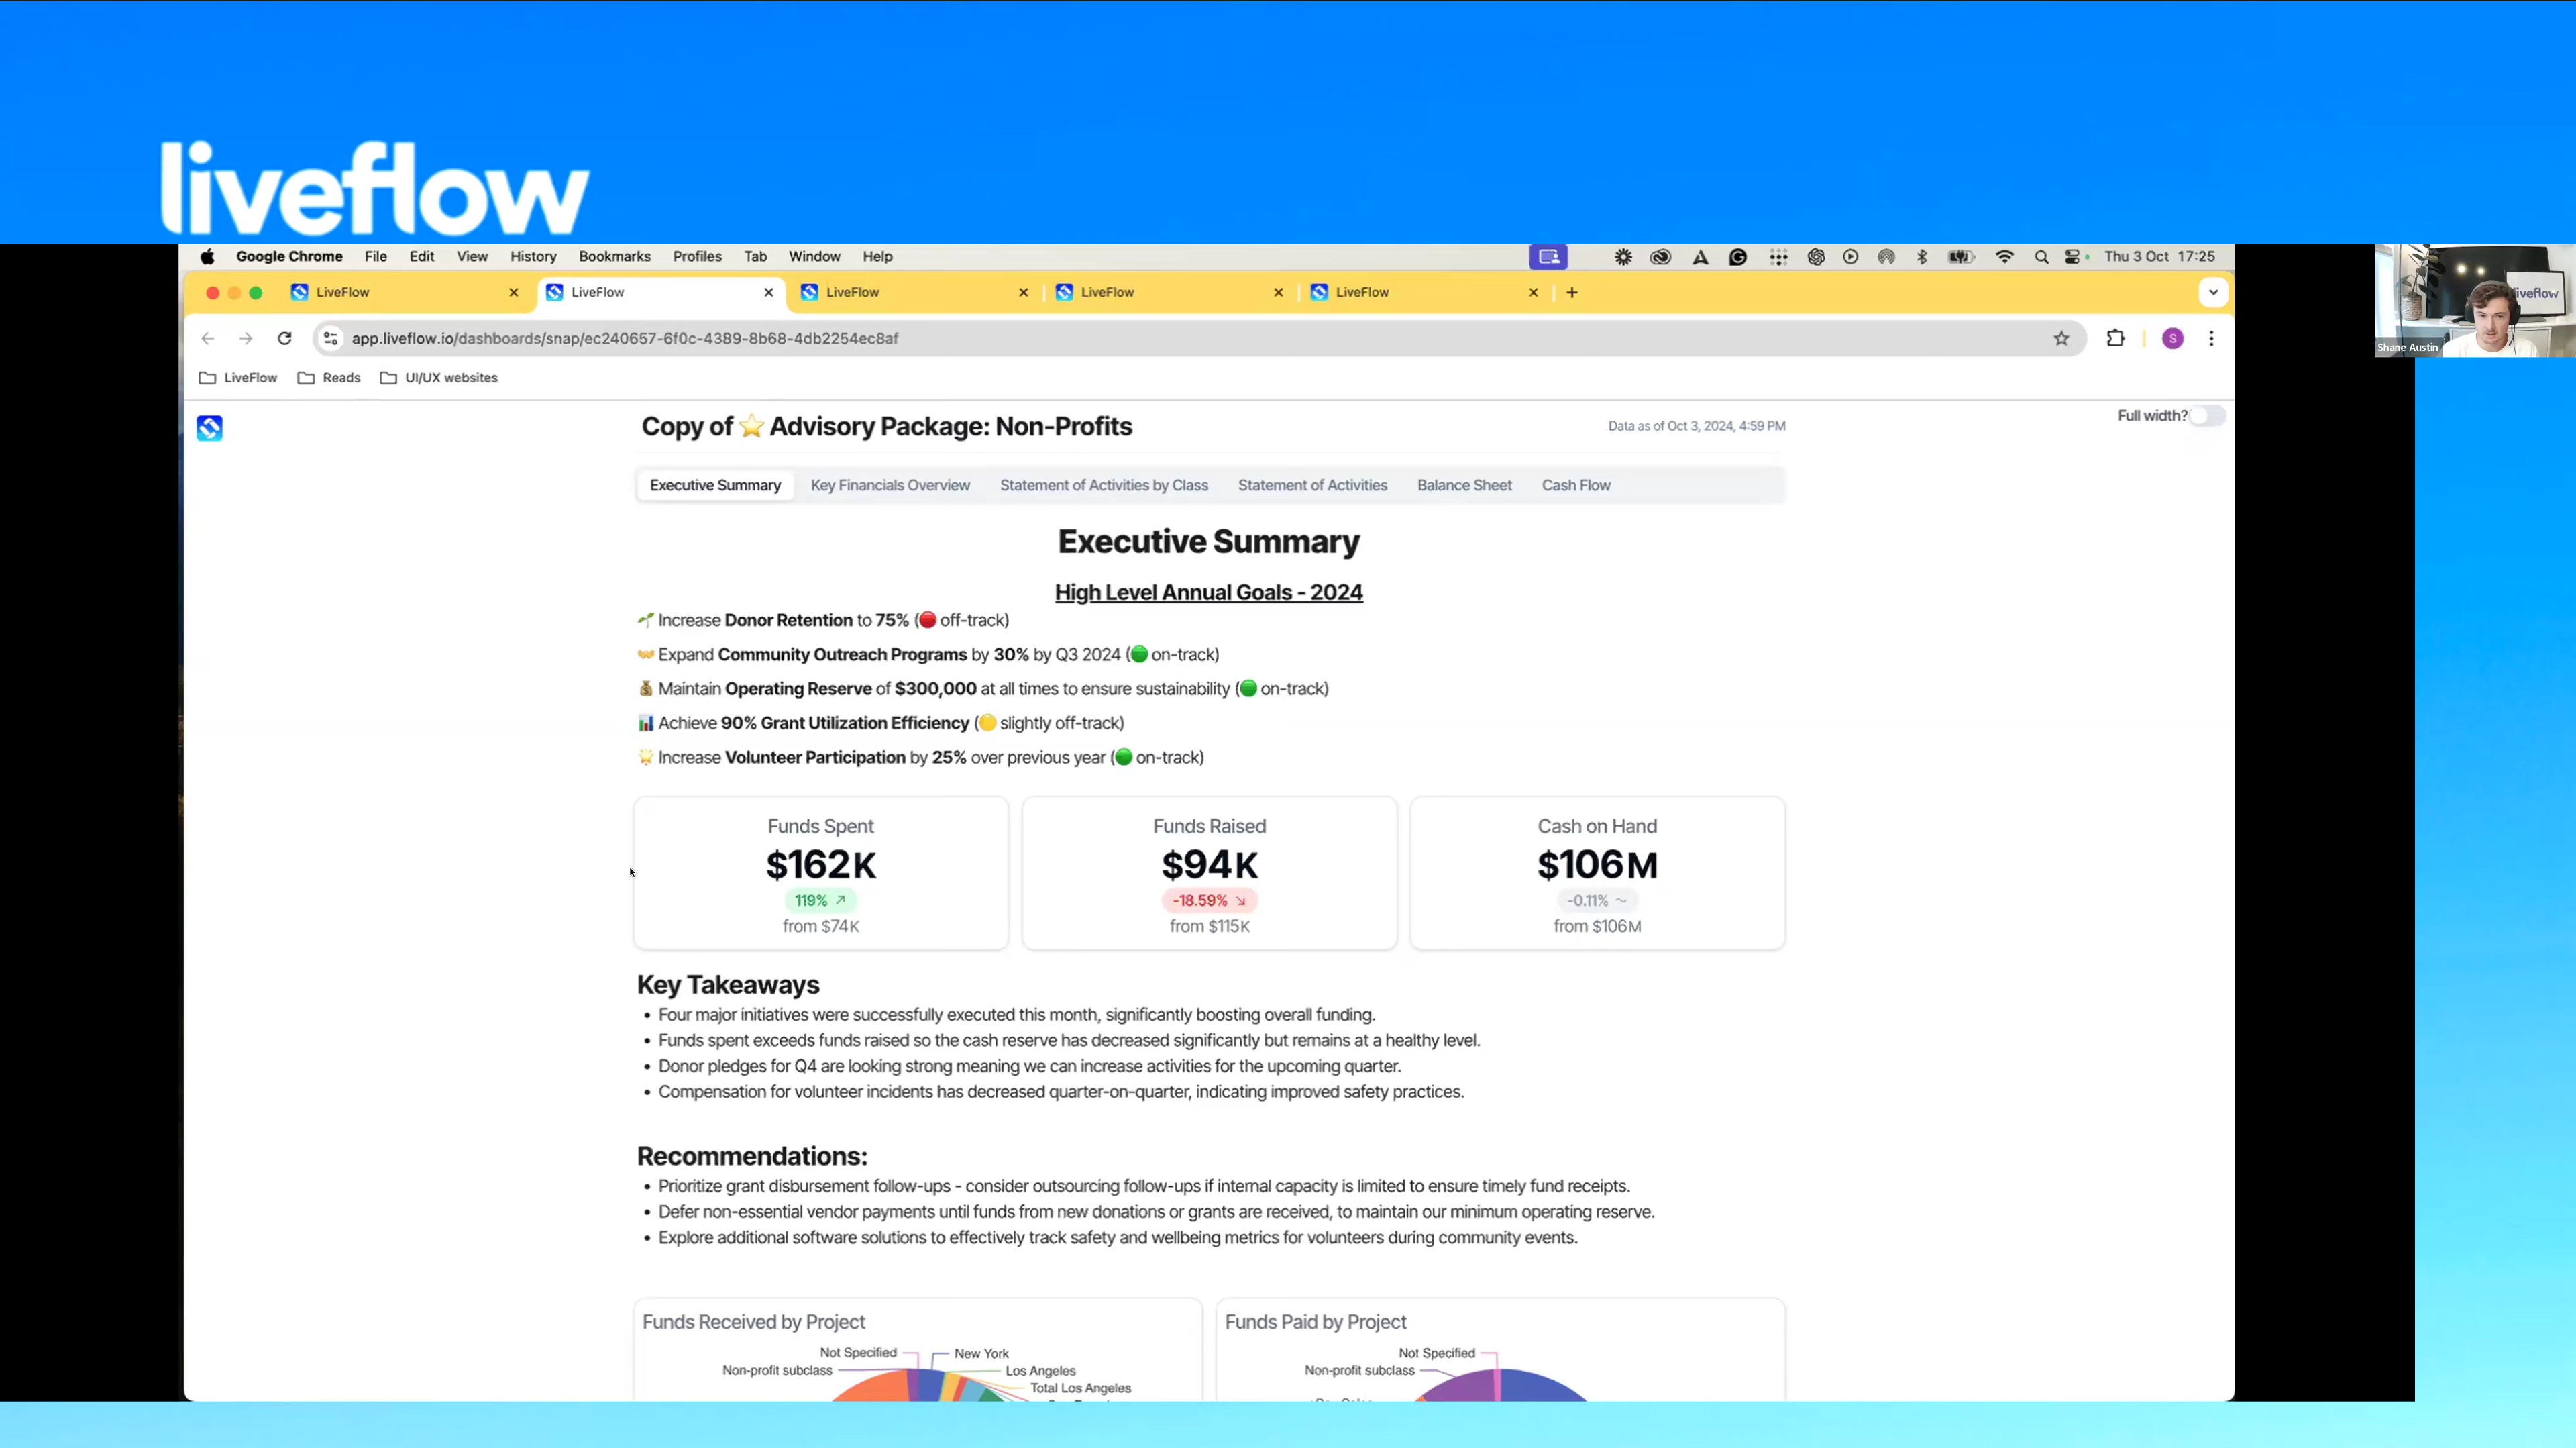 liveflow
Google Chrome File Edit View History Bookmarks Profiles Tab Window Help Thu 3 Oct 17:25
LiveFlow LiveFlow LiveFlow LiveFlow LiveFlow
liveflow
Shane Austin
app.liveflow.io/dashboards/snap/ec240657-6f0c-4389-8b68-4db2254ec8af S
LiveFlow Reads UI/UX websites
Copy of ⭐ Advisory Package: Non-Profits
Data as of Oct 3, 2024, 4:59 PM
Full width?
Executive Summary Key Financials Overview Statement of Activities by Class Statement of Activities Balance Sheet Cash Flow
Executive Summary
High Level Annual Goals - 2024
🌱 Increase Donor Retention to 75% (🔴 off-track)
🤝 Expand Community Outreach Programs by 30% by Q3 2024 (🟢 on-track)
💰 Maintain Operating Reserve of $300,000 at all times to ensure sustainability (🟢 on-track)
📊 Achieve 90% Grant Utilization Efficiency (🟡 slightly off-track)
🌟 Increase Volunteer Participation by 25% over previous year (🟢 on-track)
Funds Spent
$162K
119% ↗
from $74K
Funds Raised
$94K
-18.59% ↘
from $115K
Cash on Hand
$106M
-0.11% ~
from $106M
Key Takeaways
• Four major initiatives were successfully executed this month, significantly boosting overall funding.
• Funds spent exceeds funds raised so the cash reserve has decreased significantly but remains at a healthy level.
• Donor pledges for Q4 are looking strong meaning we can increase activities for the upcoming quarter.
• Compensation for volunteer incidents has decreased quarter-on-quarter, indicating improved safety practices.
Recommendations:
• Prioritize grant disbursement follow-ups - consider outsourcing follow-ups if internal capacity is limited to ensure timely fund receipts.
• Defer non-essential vendor payments until funds from new donations or grants are received, to maintain our minimum operating reserve.
• Explore additional software solutions to effectively track safety and wellbeing metrics for volunteers during community events.
Funds Received by Project
Not Specified New York
Non-profit subclass Los Angeles
Total Los Angeles
Funds Paid by Project
Not Specified
Non-profit subclass